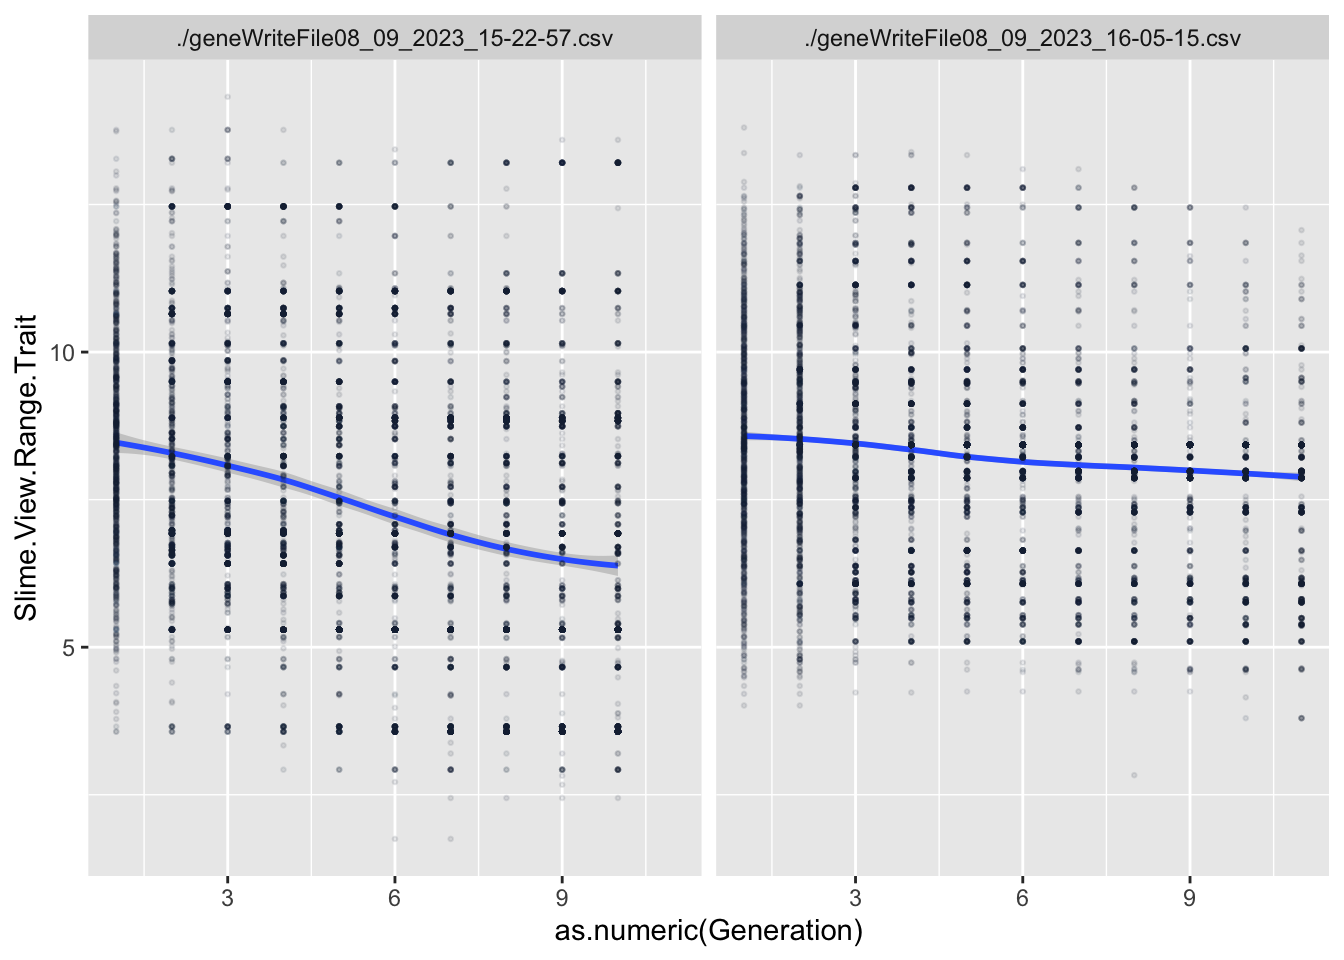 ./geneWriteFile08_09_2023_15-22-57.csv
./geneWriteFile08_09_2023_16-05-15.csv
Slime.View.Range.Trait
10
5
3 6 9
3 6 9
as.numeric(Generation)